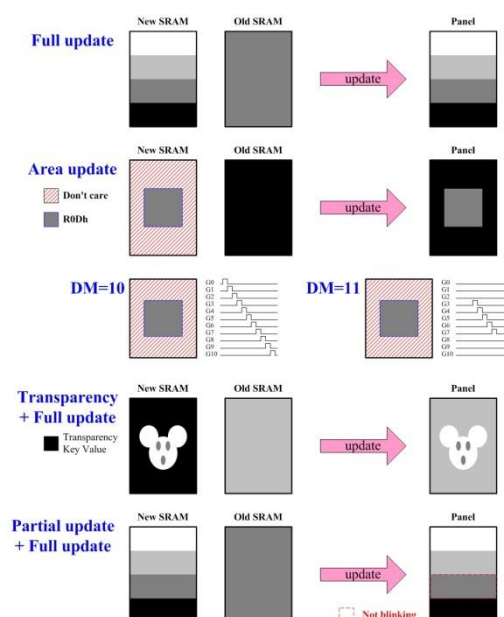 New SRAM Old SRAM Panel
Full update
update
New SRAM Old SRAM Panel
Area update
Don't care
R0Dh
update
DM=10
G0
G1
G2
G3
G4
G5
G6
G7
G8
G9
G10
DM=11
G0
G1
G2
G3
G4
G5
G6
G7
G8
G9
G10
New SRAM Old SRAM Panel
Transparency
+ Full update
Transparency
Key Value
update
New SRAM Old SRAM Panel
Partial update
+ Full update
update
Not blinking